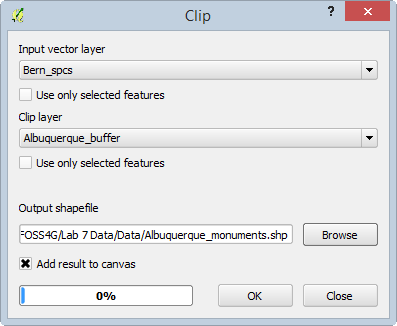 Clip
?
Input vector layer
Bern_spcs
Use only selected features
Clip layer
Albuquerque_buffer
Use only selected features
Output shapefile
FOSS4G/Lab 7 Data/Data/Albuquerque_monuments.shp
Browse
Add result to canvas
0%
OK
Close